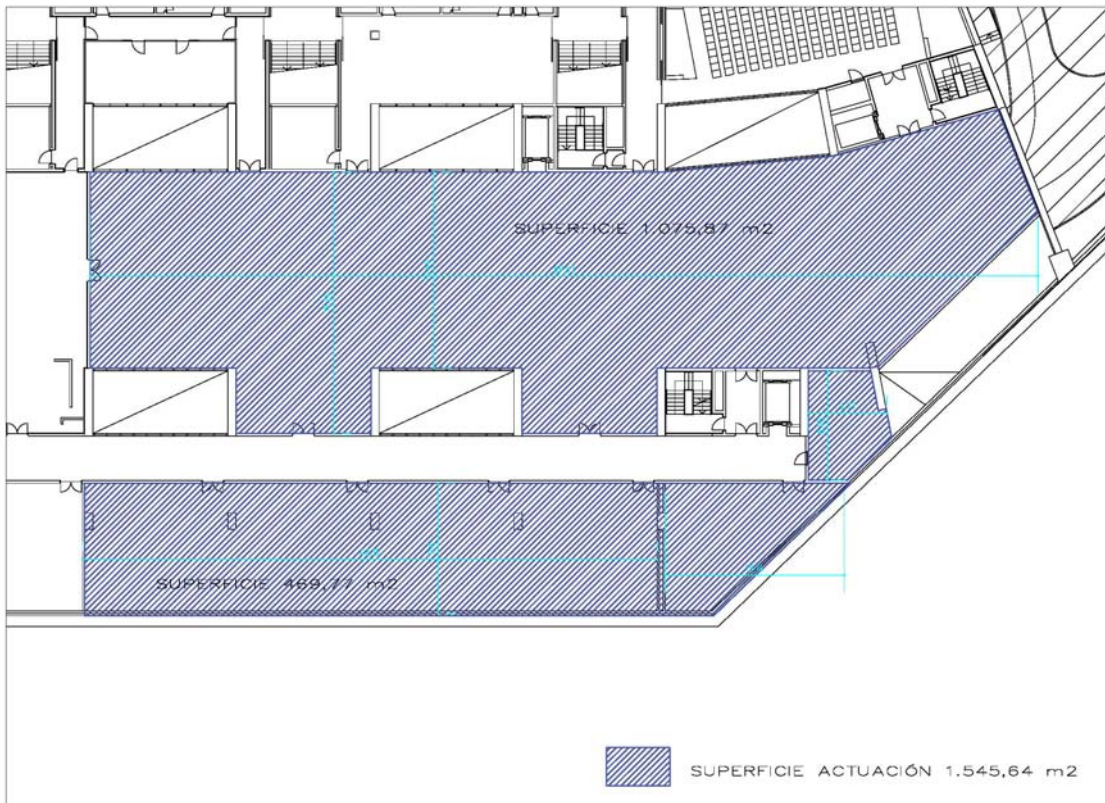 SUPERFICIE 1.075,87 m2
SUPERFICIE 469,77 m2
SUPERFICIE ACTUACIÓN 1.545,64 m2